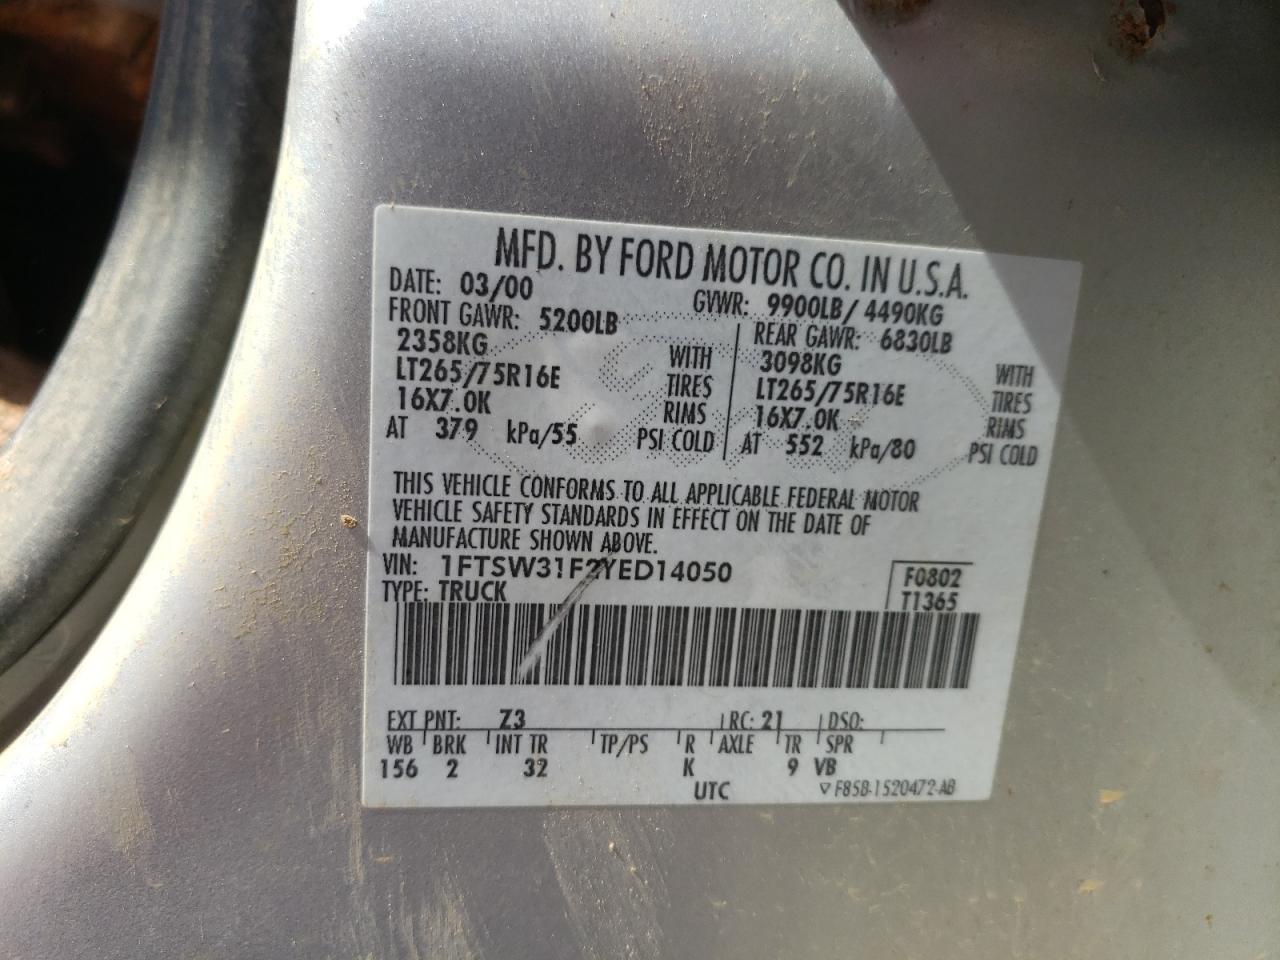 MFD. BY FORD MOTOR CO. IN U.S.A.
DATE: 03/00 GVWR: 9900LB/ 4490KG
FRONT GAWR: 5200LB REAR GAWR: 6830LB
2358KG WITH 3098KG WITH
LT265/75R16E TIRES LT265/75R16E TIRES
16X7.0K RIMS 16X7.0K RIMS
AT 379 kPa/55 PSI COLD AT 552 kPa/80 PSI COLD
THIS VEHICLE CONFORMS TO ALL APPLICABLE FEDERAL MOTOR
VEHICLE SAFETY STANDARDS IN EFFECT ON THE DATE OF
MANUFACTURE SHOWN ABOVE.
VIN: 1FTSW31F2YED14050 F0802
TYPE: TRUCK T1365
EXT PNT: Z3 RC: 21 DSO:
WB BRK INT TR TP/PS R AXLE TR SPR
156 2 32 K 9 VB
UTC F85B-1520472-AB